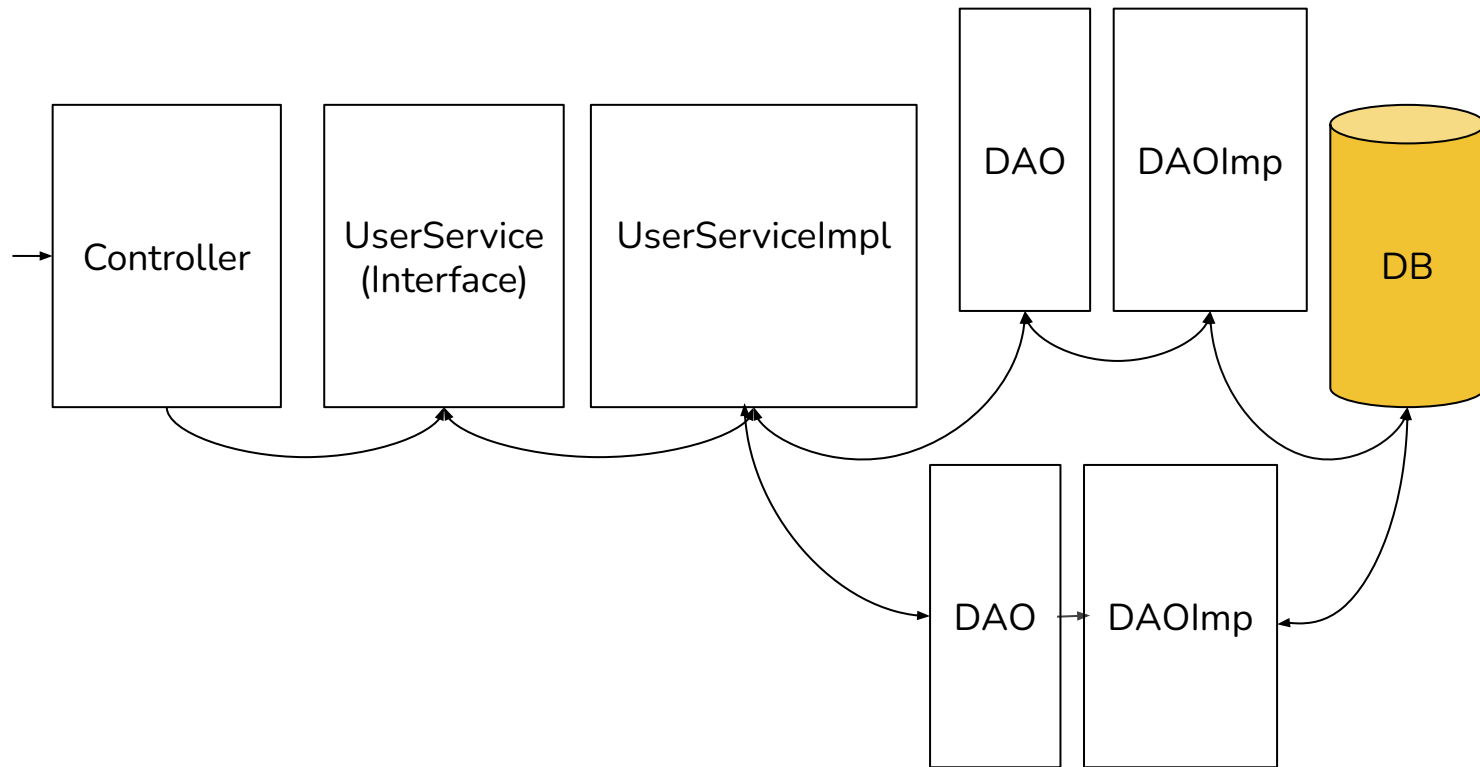 Controller
UserService
(Interface)
UserServiceImpl
DAO
DAOImp
DB
DAO
DAOImp